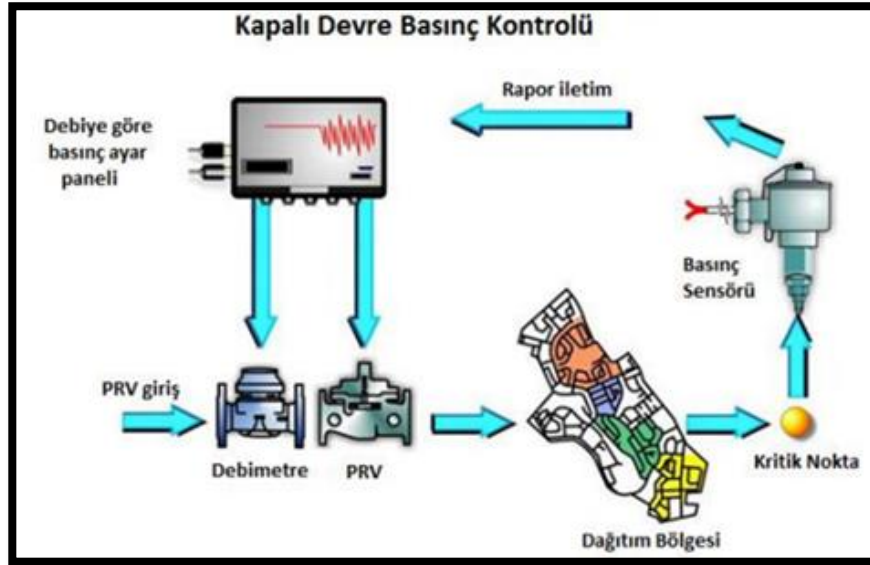 Kapalı Devre Basınç Kontrolü
Rapor iletim
Debiye göre
basınç ayar
paneli
Basınç
Sensörü
PRV giriş
Debimetre
PRV
Kritik Nokta
Dağıtım Bölgesi